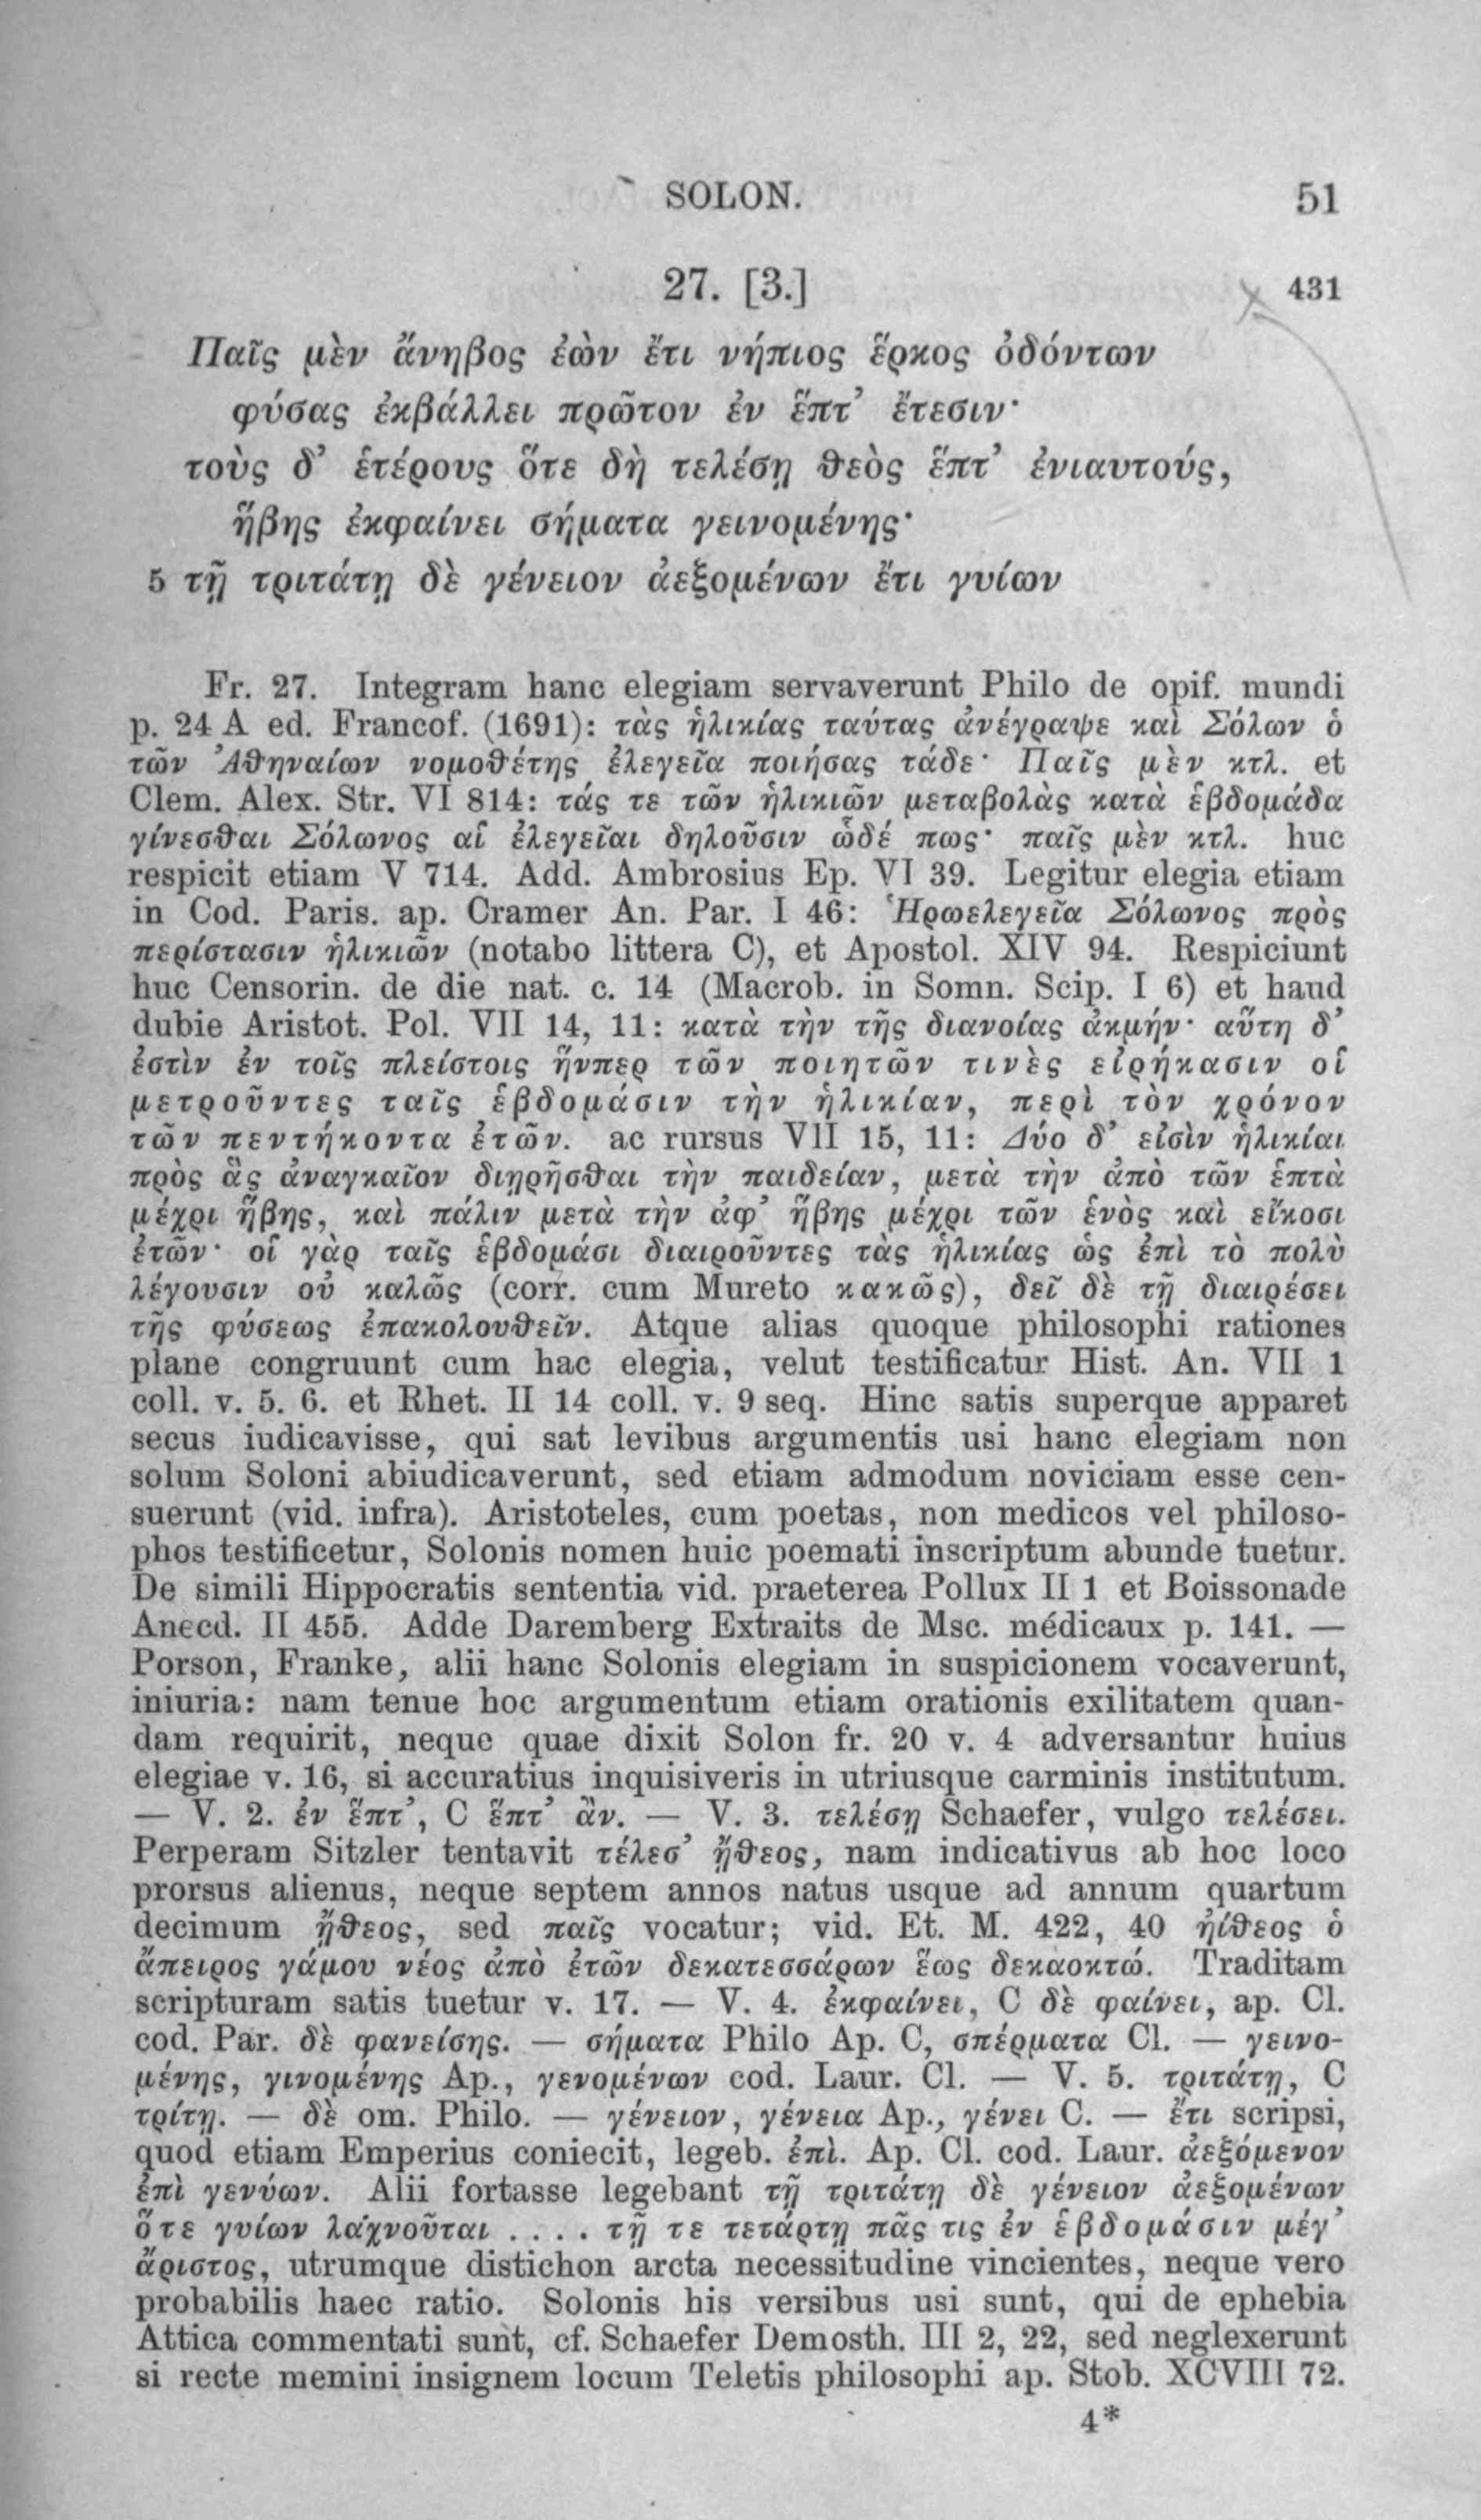 SOLON. 51
27. [3.] 431
Παῖς μὲν ἄνηβος ἐὼν ἔτι νήπιος ἕρκος ὀδόντων
φύσας ἐκβάλλει πρῶτον ἐν ἕπτ’ ἔτεσιν·
τοὺς δ’ ἑτέρους ὅτε δὴ τελέσῃ θεὸς ἕπτ’ ἐνιαυτούς,
ἥβης ἐκφαίνει σήματα γεινομένης·
5 τῇ τριτάτῃ δὲ γένειον ἀεξομένων ἔτι γυίων
Fr. 27. Integram hanc elegiam servaverunt Philo de opif. mundi
p. 24 A ed. Francof. (1691): τὰς ἡλικίας ταύτας ἀνέγραψε καὶ Σόλων ὁ
τῶν Ἀθηναίων νομοθέτης ἐλεγεῖα ποιήσας τάδε· Παῖς μὲν κτλ. et
Clem. Alex. Str. VI 814: τάς τε τῶν ἡλικιῶν μεταβολὰς κατὰ ἑβδομάδα
γίνεσθαι Σόλωνος αἱ ἐλεγεῖαι δηλοῦσιν ὧδέ πως· παῖς μὲν κτλ. huc
respicit etiam V 714. Add. Ambrosius Ep. VI 39. Legitur elegia etiam
in Cod. Paris. ap. Cramer An. Par. I 46: Ἡρωελεγεῖα Σόλωνος πρὸς
περίστασιν ἡλικιῶν (notabo littera C), et Apostol. XIV 94. Respiciunt
huc Censorin. de die nat. c. 14 (Macrob. in Somn. Scip. I 6) et haud
dubie Aristot. Pol. VII 14, 11: κατὰ τὴν τῆς διανοίας ἀκμήν· αὕτη δ’
ἐστὶν ἐν τοῖς πλείστοις ἥνπερ τῶν ποιητῶν τινὲς εἰρήκασιν οἱ
μετροῦντες ταῖς ἑβδομάσιν τὴν ἡλικίαν, περὶ τὸν χρόνον
τῶν πεντήκοντα ἐτῶν. ac rursus VII 15, 11: Δύο δ’ εἰσὶν ἡλικίαι
πρὸς ἃς ἀναγκαῖον διῃρῆσθαι τὴν παιδείαν, μετὰ τὴν ἀπὸ τῶν ἑπτὰ
μέχρι ἥβης, καὶ πάλιν μετὰ τὴν ἀφ’ ἥβης μέχρι τῶν ἑνὸς καὶ εἴκοσι
ἐτῶν· οἱ γὰρ ταῖς ἑβδομάσι διαιροῦντες τὰς ἡλικίας ὡς ἐπὶ τὸ πολὺ
λέγουσιν οὐ καλῶς (corr. cum Mureto κακῶς), δεῖ δὲ τῇ διαιρέσει
τῆς φύσεως ἐπακολουθεῖν. Atque alias quoque philosophi rationes
plane congruunt cum hac elegia, velut testificatur Hist. An. VII 1
coll. v. 5. 6. et Rhet. II 14 coll. v. 9 seq. Hinc satis superque apparet
secus iudicavisse, qui sat levibus argumentis usi hanc elegiam non
solum Soloni abiudicaverunt, sed etiam admodum noviciam esse cen-
suerunt (vid. infra). Aristoteles, cum poetas, non medicos vel philoso-
phos testificetur, Solonis nomen huic poemati inscriptum abunde tuetur.
De simili Hippocratis sententia vid. praeterea Pollux II 1 et Boissonade
Anecd. II 455. Adde Daremberg Extraits de Msc. médicaux p. 141. —
Porson, Franke, alii hanc Solonis elegiam in suspicionem vocaverunt,
iniuria: nam tenue hoc argumentum etiam orationis exilitatem quan-
dam requirit, neque quae dixit Solon fr. 20 v. 4 adversantur huius
elegiae v. 16, si accuratius inquisiveris in utriusque carminis institutum.
— V. 2. ἐν ἕπτ’, C ἕπτ’ ἂν. — V. 3. τελέσῃ Schaefer, vulgo τελέσει.
Perperam Sitzler tentavit τέλεσ’ ᾔθεος, nam indicativus ab hoc loco
prorsus alienus, neque septem annos natus usque ad annum quartum
decimum ᾔθεος, sed παῖς vocatur; vid. Et. M. 422, 40 ἠίθεος ὁ
ἄπειρος γάμου νέος ἀπὸ ἐτῶν δεκατεσσάρων ἕως δεκαοκτώ. Traditam
scripturam satis tuetur v. 17. — V. 4. ἐκφαίνει, C δὲ φαίνει, ap. Cl.
cod. Par. δὲ φανείσης. — σήματα Philo Ap. C, σπέρματα Cl. — γεινο-
μένης, γινομένης Ap., γενομένων cod. Laur. Cl. — V. 5. τριτάτῃ, C
τρίτῃ. — δὲ om. Philo. — γένειον, γένεια Ap., γένει C. — ἔτι scripsi,
quod etiam Emperius coniecit, legeb. ἐπὶ. Ap. Cl. cod. Laur. ἀεξόμενον
ἐπὶ γενύων. Alii fortasse legebant τῇ τριτάτῃ δὲ γένειον ἀεξομένων
ὅτε γυίων λαχνοῦται . . . . τῇ τε τετάρτῃ πᾶς τις ἐν ἑβδομάσιν μέγ’
ἄριστος, utrumque distichon arcta necessitudine vincientes, neque vero
probabilis haec ratio. Solonis his versibus usi sunt, qui de ephebia
Attica commentati sunt, cf. Schaefer Demosth. III 2, 22, sed neglexerunt
si recte memini insignem locum Teletis philosophi ap. Stob. XCVIII 72.
4*